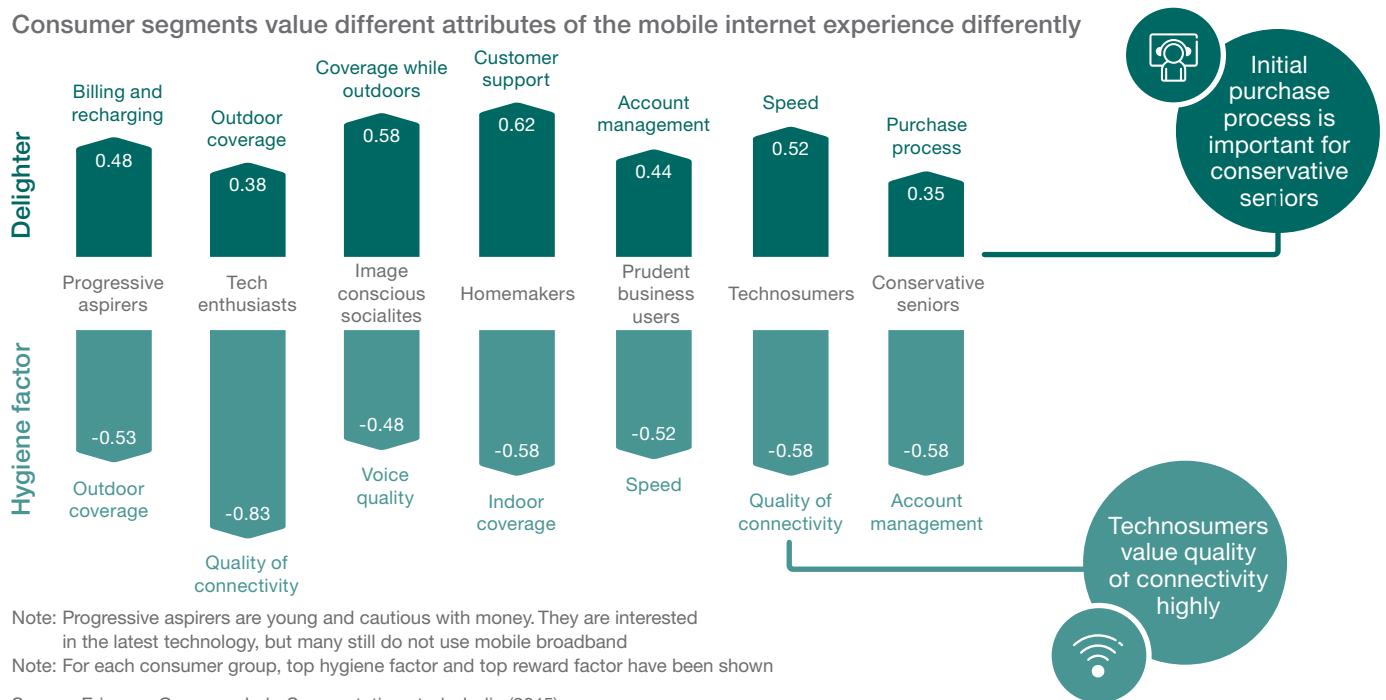 Consumer segments value different attributes of the mobile internet experience differently
Delighter
Billing and
recharging
0.48
Outdoor
coverage
0.38
Coverage while
outdoors
0.58
Customer
support
0.62
Account
management
0.44
Speed
0.52
Purchase
process
0.35
Initial
purchase
process is
important for
conservative
seniors
Progressive
aspirers
Tech
enthusiasts
Image
conscious
socialites
Homemakers
Prudent
business
users
Technosumers
Conservative
seniors
Hygiene factor
-0.53
Outdoor
coverage
-0.83
Quality of
connectivity
-0.48
Voice
quality
-0.58
Indoor
coverage
-0.52
Speed
-0.58
Quality of
connectivity
-0.58
Account
management
Technosumers
value quality
of connectivity
highly
Note: Progressive aspirers are young and cautious with money. They are interested
in the latest technology, but many still do not use mobile broadband
Note: For each consumer group, top hygiene factor and top reward factor have been shown